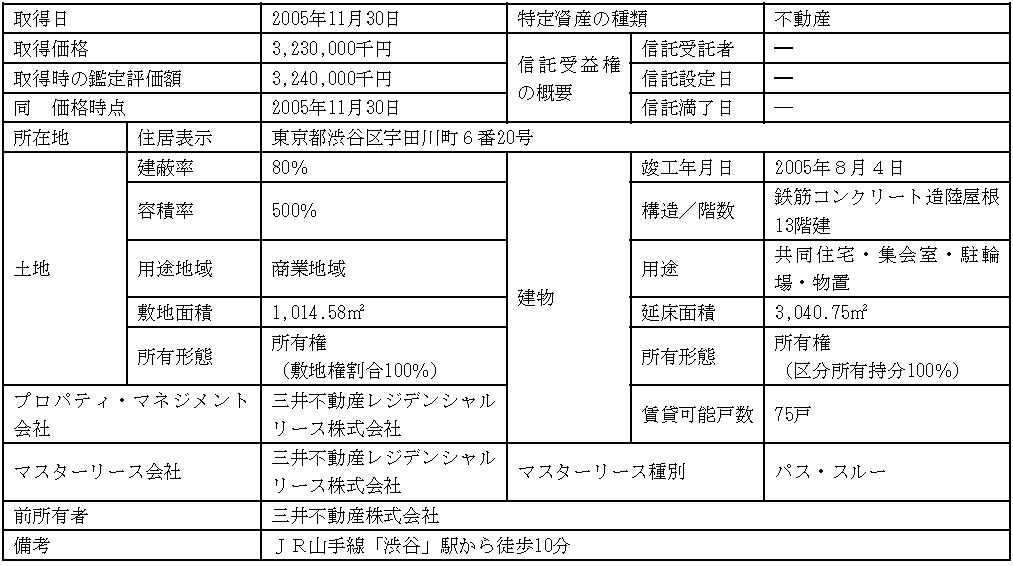 取得日 2005年11月30日 特定資産の種類 不動産
取得価格 3,230,000千円 信託受益権の概要 信託受託者 ―
取得時の鑑定評価額 3,240,000千円 信託設定日 ―
同　価格時点 2005年11月30日 信託満了日 ―
所在地 住居表示 東京都渋谷区宇田川町６番20号
土地 建蔽率 80% 建物 竣工年月日 2005年８月４日
容積率 500% 構造／階数 鉄筋コンクリート造陸屋根
13階建
用途地域 商業地域 用途 共同住宅・集会室・駐輪
場・物置
敷地面積 1,014.58㎡ 延床面積 3,040.75㎡
所有形態 所有権
（敷地権割合100%）
所有形態 所有権
（区分所有持分100%）
プロパティ・マネジメント
会社
三井不動産レジデンシャル
リース株式会社
賃貸可能戸数 75戸
マスターリース会社 三井不動産レジデンシャル
リース株式会社
マスターリース種別 パス・スルー
前所有者 三井不動産株式会社
備考 ＪＲ山手線「渋谷」駅から徒歩10分